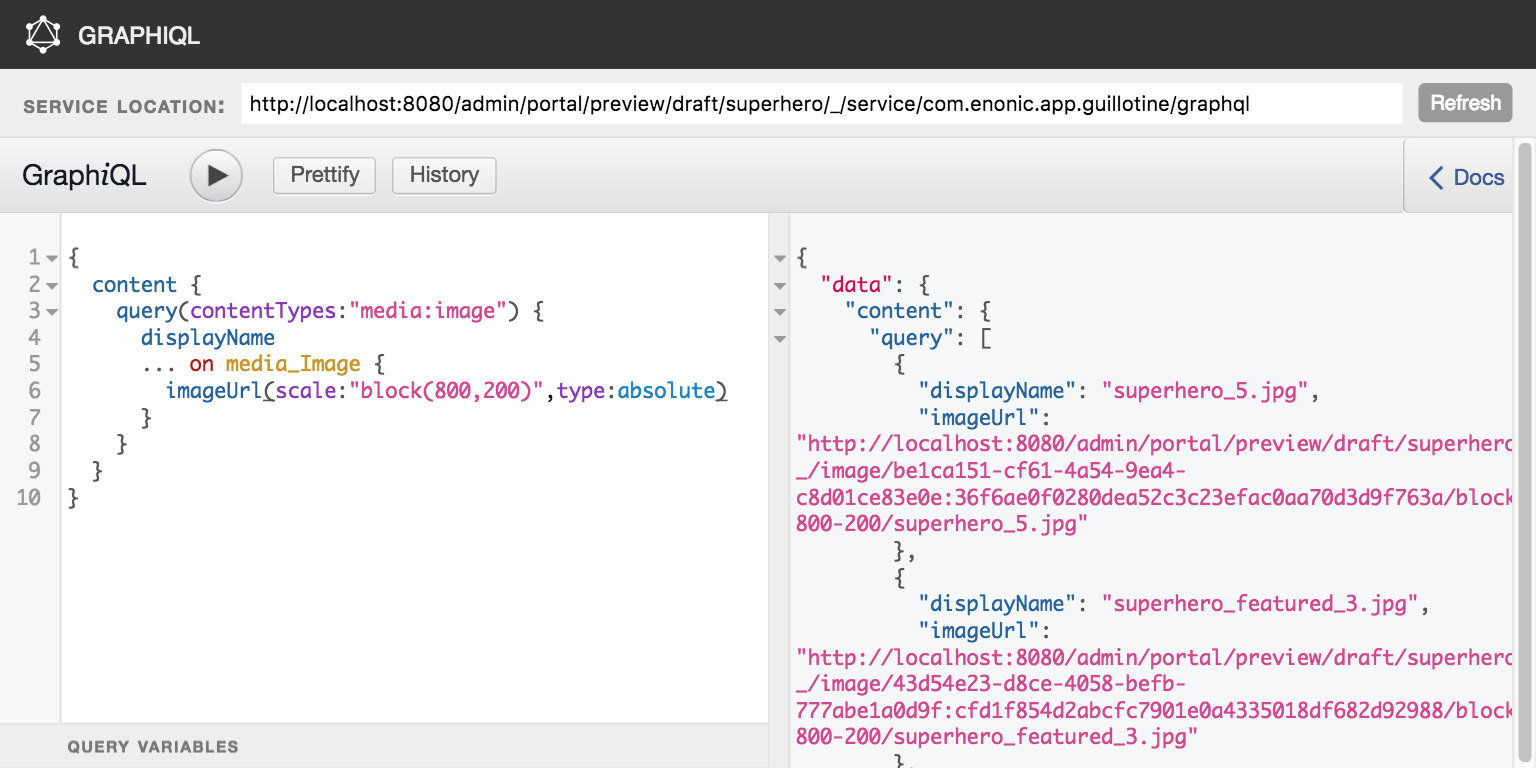 GRAPHIQL
SERVICE LOCATION: http://localhost:8080/admin/portal/preview/draft/superhero/_/service/com.enonic.app.guillotine/graphql Refresh
GraphiQL Prettify History Docs
1 {
2 content {
3 query(contentTypes:"media:image") {
4 displayName
5 ... on media_Image {
6 imageUrl(scale:"block(800,200)",type:absolute)
7 }
8 }
9 }
10 }
QUERY VARIABLES
{
"data": {
"content": {
"query": [
{
"displayName": "superhero_5.jpg",
"imageUrl":
"http://localhost:8080/admin/portal/preview/draft/superhero
_/image/be1ca151-cf61-4a54-9ea4-
c8d01ce83e0e:36f6ae0f0280dea52c3c23efac0aa70d3d9f763a/block
800-200/superhero_5.jpg"
},
{
"displayName": "superhero_featured_3.jpg",
"imageUrl":
"http://localhost:8080/admin/portal/preview/draft/superhero
_/image/43d54e23-d8ce-4058-befb-
777abe1a0d9f:cfd1f854d2abcfc7901e0a4335018df682d92988/block
800-200/superhero_featured_3.jpg"
},